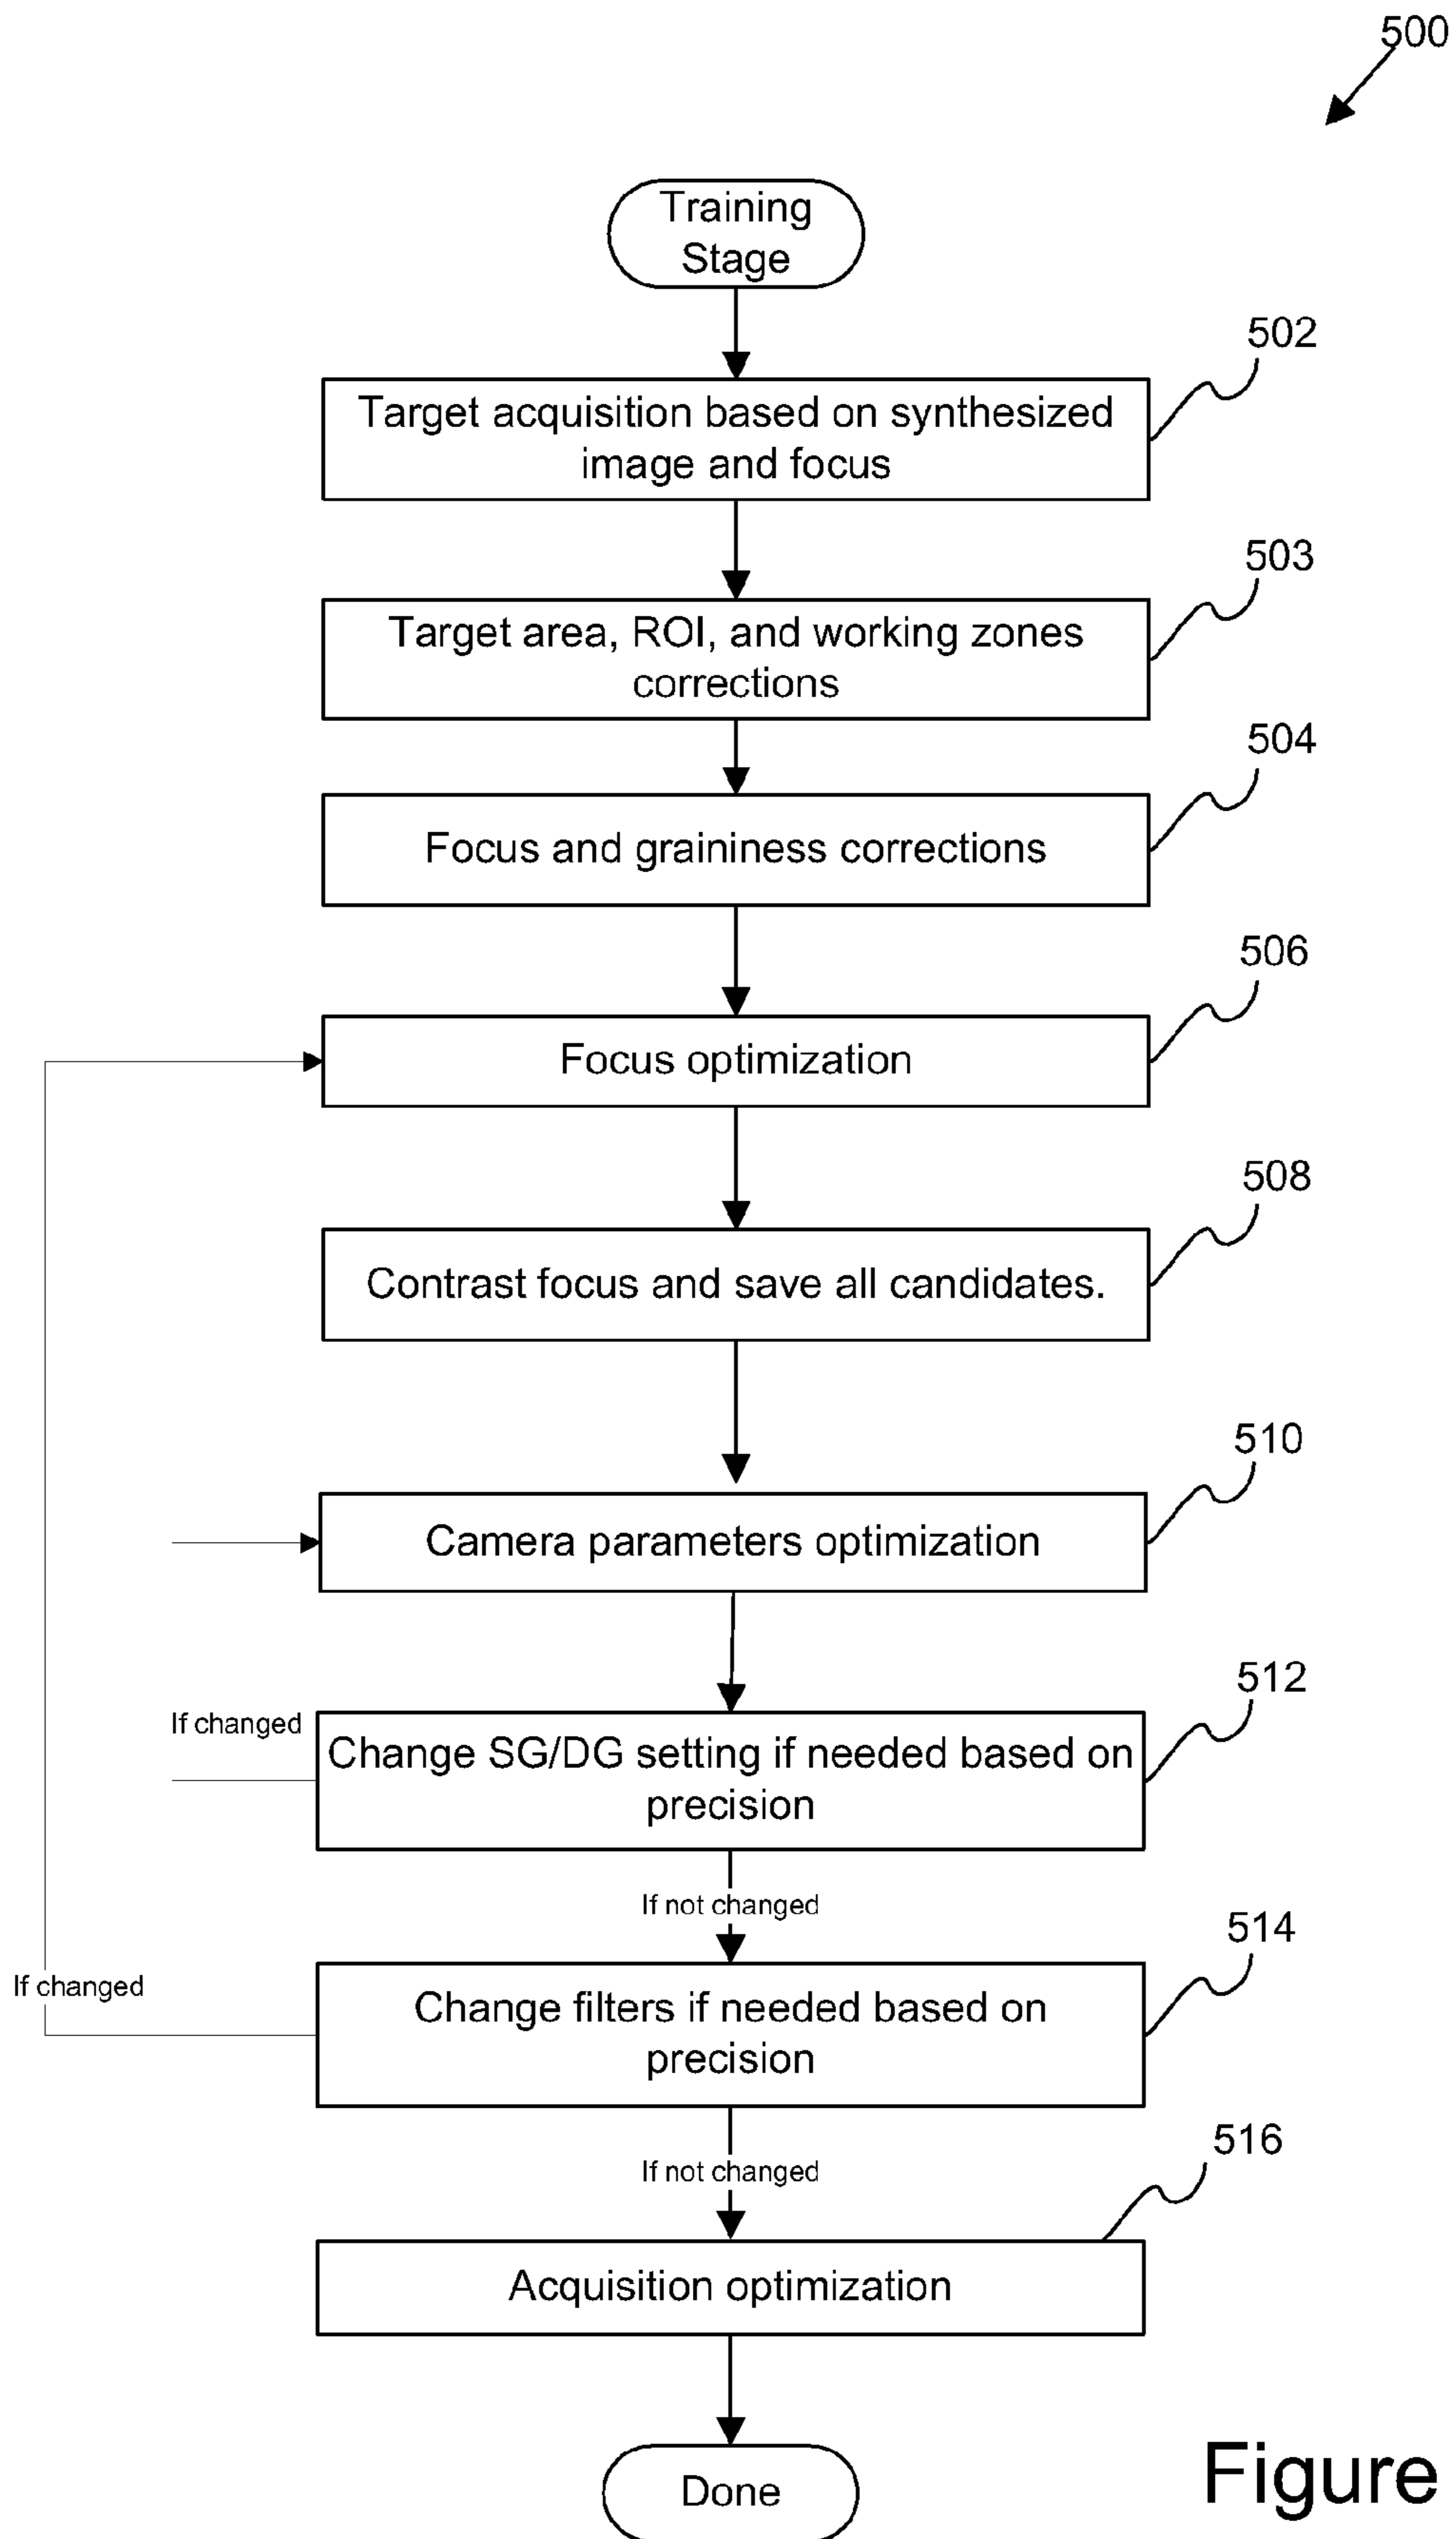 500
Training
Stage
502
Target acquisition based on synthesized
image and focus
503
Target area, ROI, and working zones
corrections
504
Focus and graininess corrections
506
Focus optimization
508
Contrast focus and save all candidates.
510
Camera parameters optimization
512
If changed
Change SG/DG setting if needed based on
precision
If not changed
514
If changed
Change filters if needed based on
precision
516
If not changed
Acquisition optimization
Done
Figure